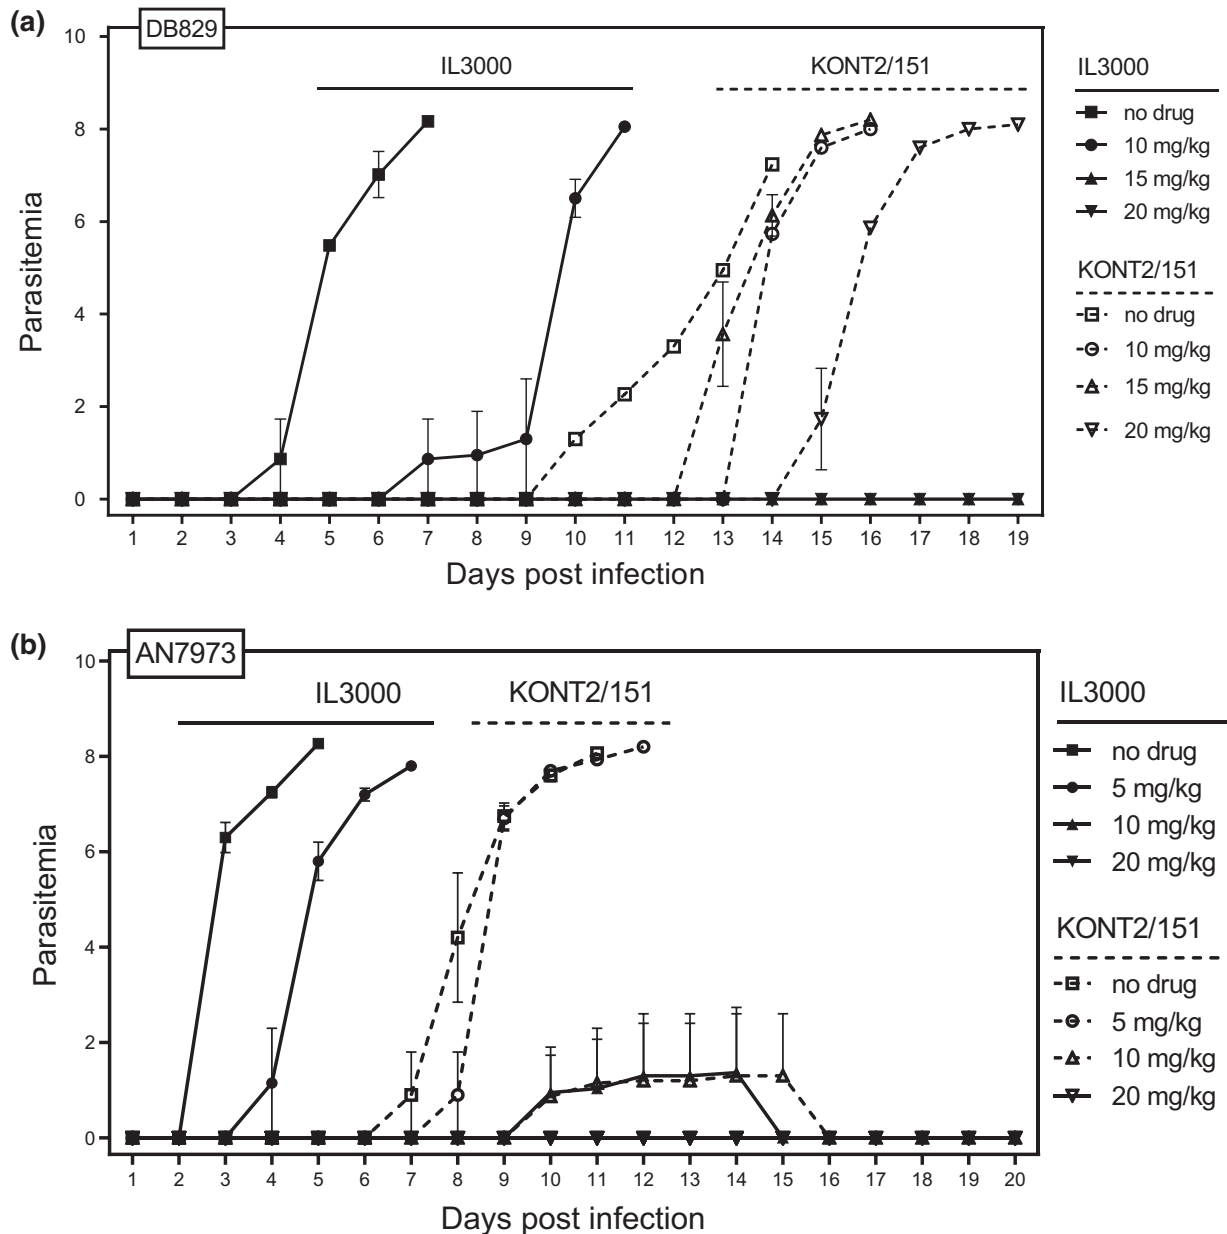 (a)
DB829
10
8
6
4
2
0
Parasitemia
IL3000
KONT2/151
1 2 3 4 5 6 7 8 9 10 11 12 13 14 15 16 17 18 19
Days post infection
IL3000
no drug
10 mg/kg
15 mg/kg
20 mg/kg
KONT2/151
no drug
10 mg/kg
15 mg/kg
20 mg/kg
(b)
AN7973
10
8
6
4
2
0
Parasitemia
IL3000
KONT2/151
1 2 3 4 5 6 7 8 9 10 11 12 13 14 15 16 17 18 19 20
Days post infection
IL3000
no drug
5 mg/kg
10 mg/kg
20 mg/kg
KONT2/151
no drug
5 mg/kg
10 mg/kg
20 mg/kg